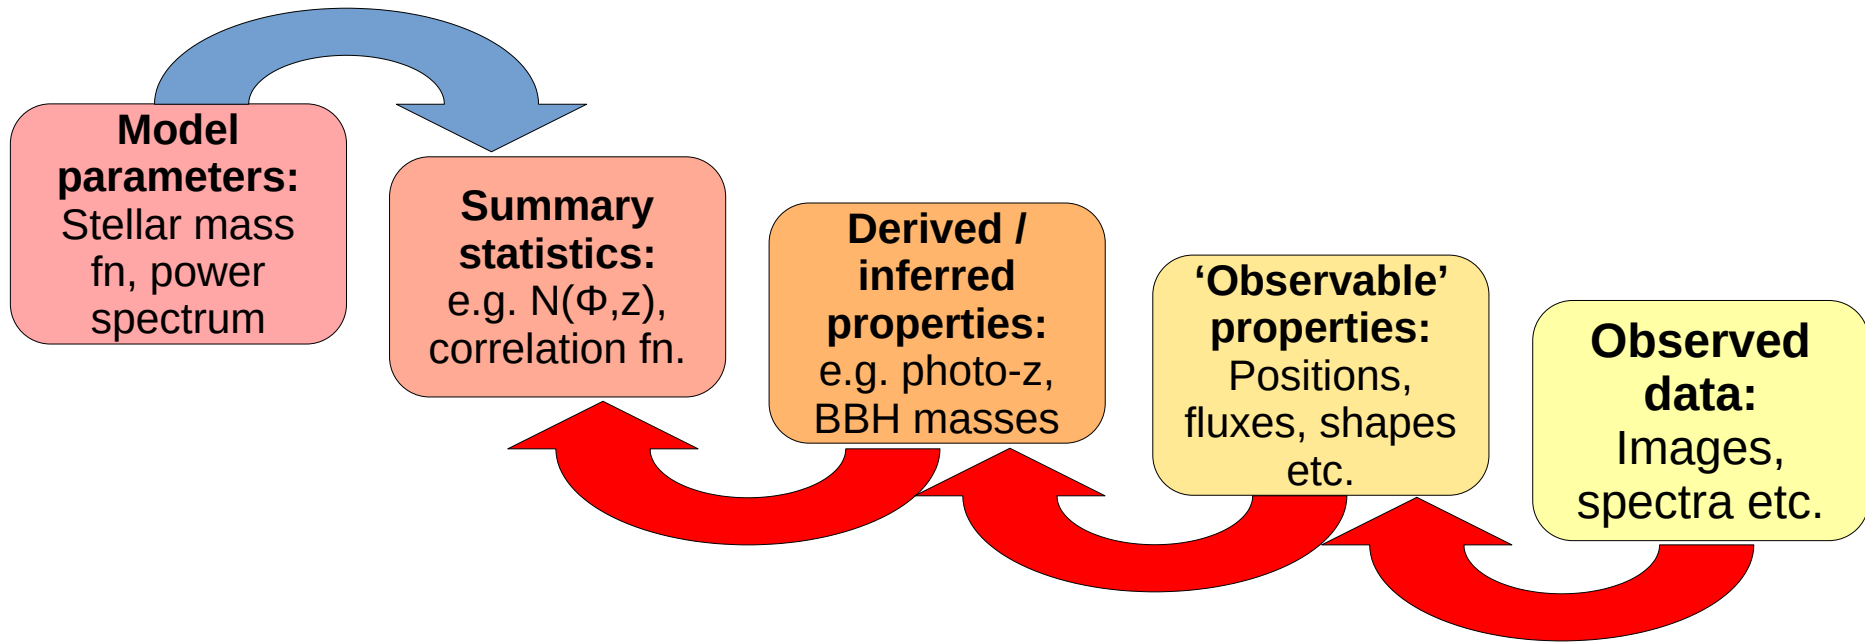 Model
parameters:
Stellar mass
fn, power
spectrum
Summary
statistics:
e.g. N(Φ,z),
correlation fn.
Derived /
inferred
properties:
e.g. photo-z,
BBH masses
‘Observable’
properties:
Positions,
fluxes, shapes
etc.
Observed
data:
Images,
spectra etc.